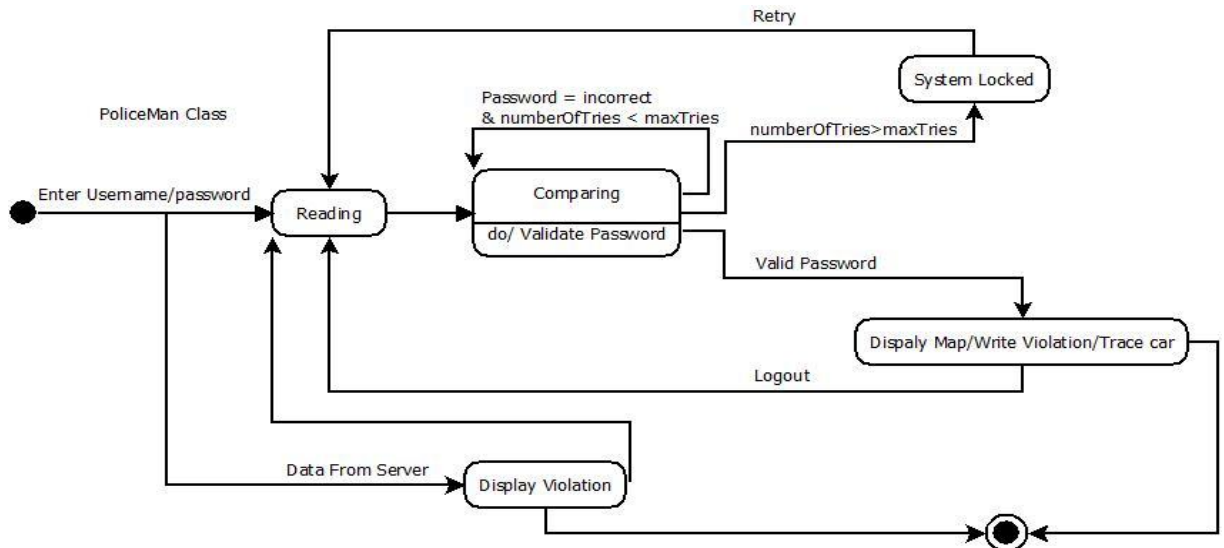 Retry
System Locked
Password = incorrect
& numberOfTries < maxTries
PoliceMan Class
numberOfTries>maxTries
Enter Username/password
Comparing
Reading
do/ Validate Password
Valid Password
Dispaly Map/Write Violation/Trace car
Logout
Data From Server
Display Violation